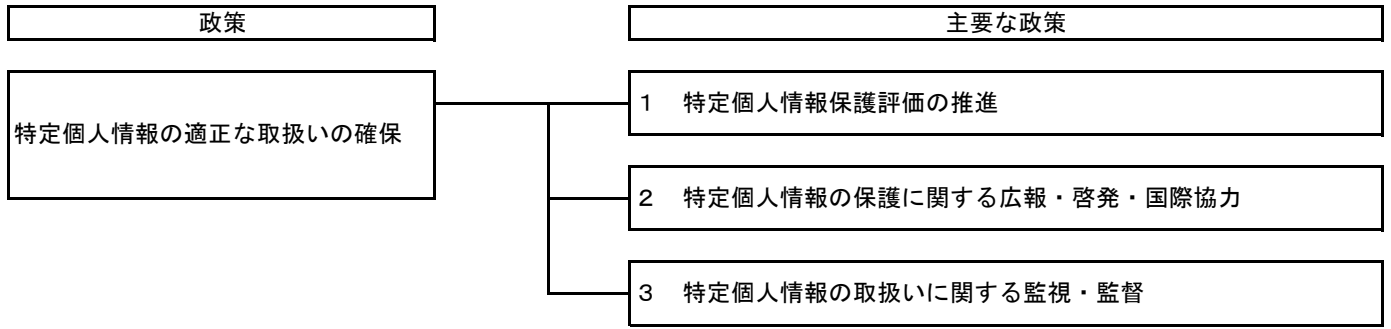 政策
主要な政策
特定個人情報の適正な取扱いの確保
1 特定個人情報保護評価の推進
2 特定個人情報の保護に関する広報・啓発・国際協力
3 特定個人情報の取扱いに関する監視・監督